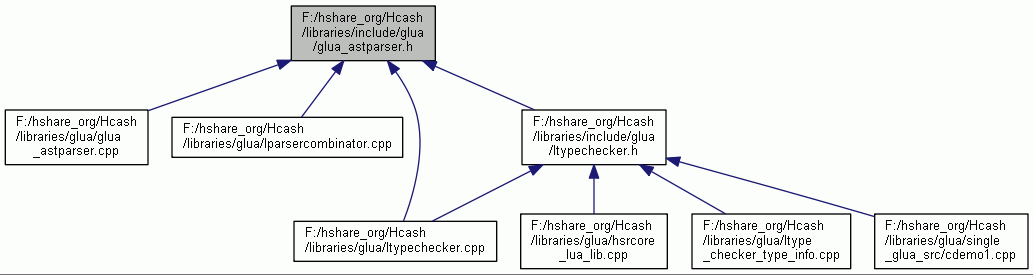 F:/hshare_org/Hcash
/libraries/include/glua
/glua_astparser.h
F:/hshare_org/Hcash
/libraries/glua/glua
_astparser.cpp
F:/hshare_org/Hcash
/libraries/glua/lparsercombinator.cpp
F:/hshare_org/Hcash
/libraries/include/glua
/ltypechecker.h
F:/hshare_org/Hcash
/libraries/glua/ltypechecker.cpp
F:/hshare_org/Hcash
/libraries/glua/hsrcore
_lua_lib.cpp
F:/hshare_org/Hcash
/libraries/glua/ltype
_checker_type_info.cpp
F:/hshare_org/Hcash
/libraries/glua/single
_glua_src/cdemo1.cpp